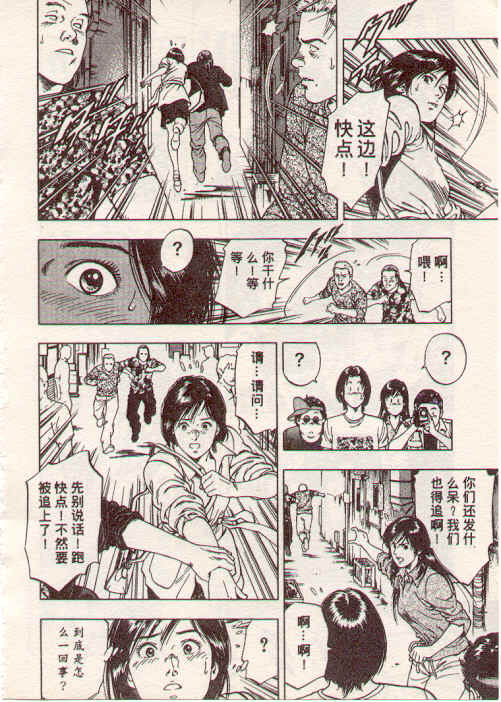 这边！
快点！
啊…
喂！
你干什
么！等
等！
？
？
？
请…请问…
先别说话！跑
快点！不然要
被追上了！
你们还发什
么呆？我们
也得追啊！
啊…啊！
？
到底是怎
么一回事？